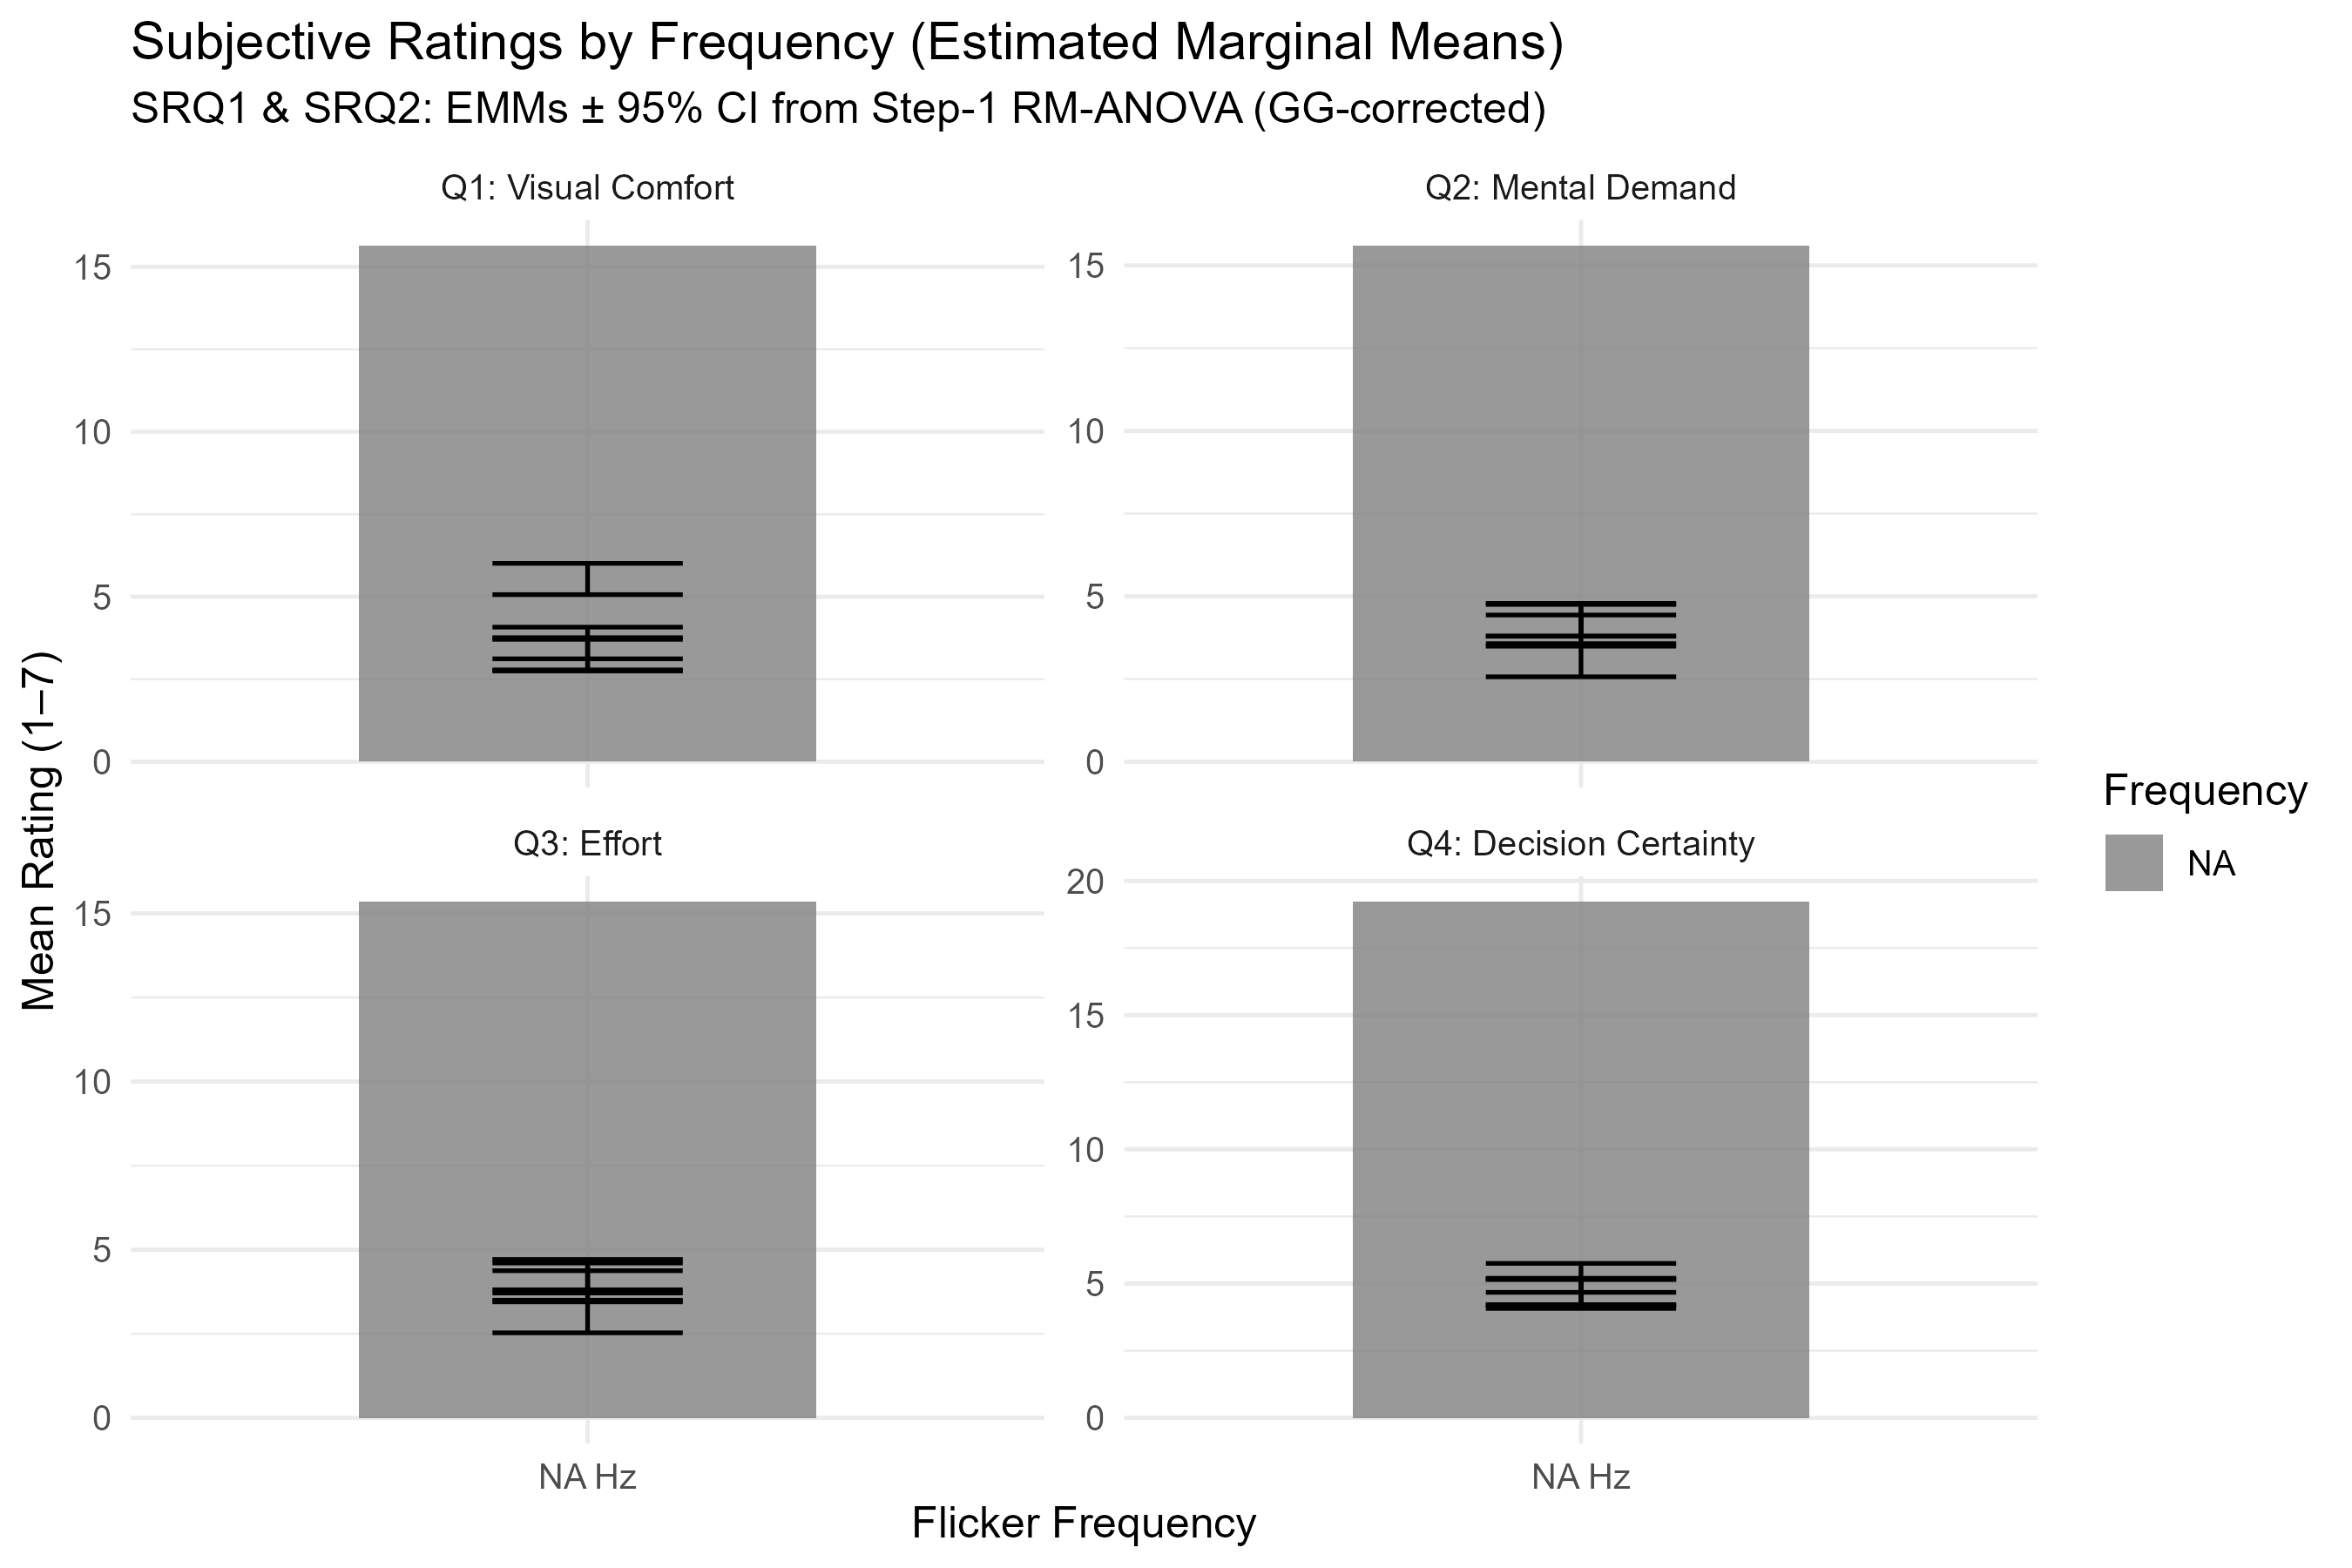 Subjective Ratings by Frequency (Estimated Marginal Means)
SRQ1 & SRQ2: EMMs ± 95% CI from Step-1 RM-ANOVA (GG-corrected)
Q1: Visual Comfort
15
10
5
0
Q2: Mental Demand
15
10
5
0
Mean Rating (1–7)
Q3: Effort
15
10
5
0
NA Hz
Q4: Decision Certainty
20
15
10
5
0
NA Hz
Flicker Frequency
Frequency
NA